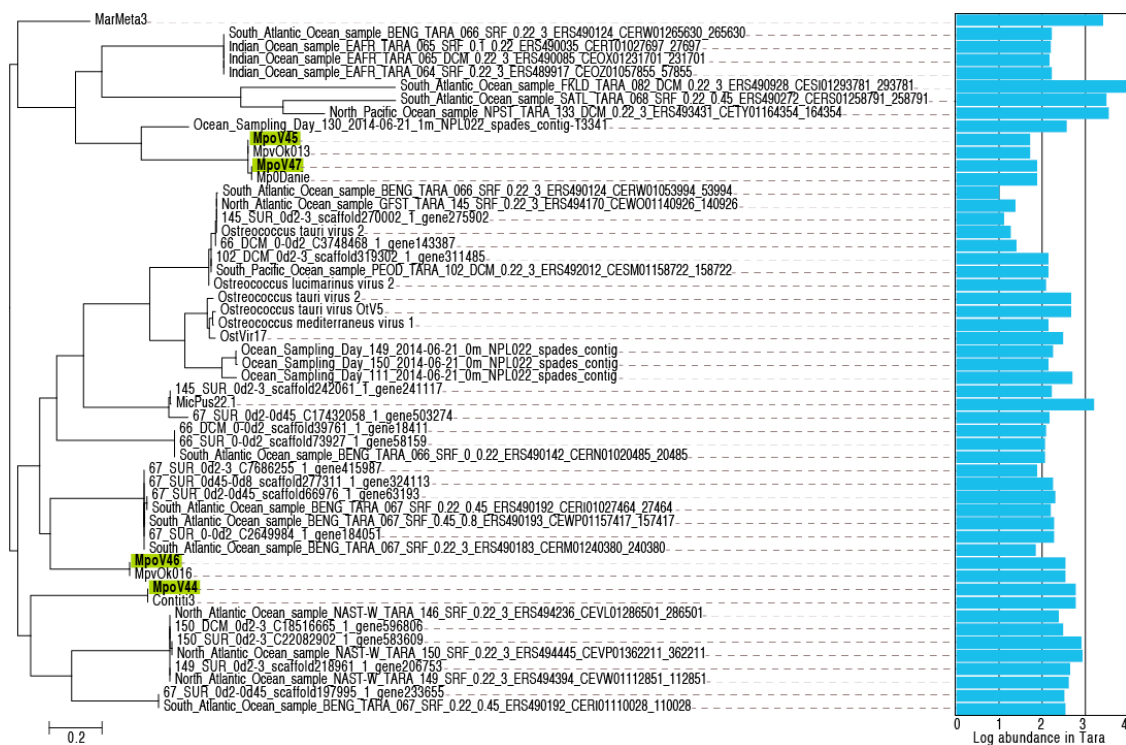 MarMeta3
South_Atlantic_Ocean_sample_BENG_TARA_066_SRF_0.22_3_ERS490124_CERW01265630_265630
Indian_Ocean_sample_EAFR_TARA_065_SRF_0.1_0.22_ERS490035_CERT01027697_27697
Indian_Ocean_sample_EAFR_TARA_065_DCM_0.22_3_ERS490085_CEOX01231701_231701
Indian_Ocean_sample_EAFR_TARA_064_SRF_0.22_3_ERS489917_CEOZ01057855_57855
South_Atlantic_Ocean_sample_FKLD_TARA_082_DCM_0.22_3_ERS490928_CESI01293781_293781
South_Atlantic_Ocean_sample_SATL_TARA_068_SRF_0.22_0.45_ERS490272_CERS01258791_258791
North_Pacific_Ocean_sample_NPST_TARA_133_DCM_0.22_3_ERS493431_CETY01164354_164354
Ocean_Sampling_Day_130_2014-06-21_1m_NPL022_spades_contig-13341
MpoV45
MpvOk013
MpoV47
Mp0Danie
South_Atlantic_Ocean_sample_BENG_TARA_066_SRF_0.22_3_ERS490124_CERW01053994_53994
North_Atlantic_Ocean_sample_GFST_TARA_145_SRF_0.22_3_ERS494170_CEWO01140926_140926
145_SUR_0d2-3_scaffold270002_1_gene275902
Ostreococcus tauri virus 2
66_DCM_0-0d2_C3748468_1_gene143387
102_DCM_0d2-3_scaffold319302_1_gene311485
South_Pacific_Ocean_sample_PEOD_TARA_102_DCM_0.22_3_ERS492012_CESM01158722_158722
Ostreococcus lucimarinus virus 2
Ostreococcus tauri virus 2
Ostreococcus tauri virus OtV5
Ostreococcus mediterraneus virus 1
OstVir17
Ocean_Sampling_Day_149_2014-06-21_0m_NPL022_spades_contig
Ocean_Sampling_Day_150_2014-06-21_0m_NPL022_spades_contig
Ocean_Sampling_Day_111_2014-06-21_0m_NPL022_spades_contig
145_SUR_0d2-3_scaffold242061_1_gene241117
MicPus22.1
67_SUR_0d2-0d45_C17432058_1_gene503274
66_DCM_0-0d2_scaffold39761_1_gene18411
66_SUR_0-0d2_scaffold73927_1_gene58159
South_Atlantic_Ocean_sample_BENG_TARA_066_SRF_0_0.22_ERS490142_CERN01020485_20485
67_SUR_0d2-3_C7686255_1_gene415987
67_SUR_0d45-0d8_scaffold277311_1_gene324113
67_SUR_0d2-0d45_scaffold66976_1_gene63193
South_Atlantic_Ocean_sample_BENG_TARA_067_SRF_0.22_0.45_ERS490192_CERI01027464_27464
South_Atlantic_Ocean_sample_BENG_TARA_067_SRF_0.45_0.8_ERS490193_CEWP01157417_157417
67_SUR_0-0d2_C2649984_1_gene184051
South_Atlantic_Ocean_sample_BENG_TARA_067_SRF_0.22_3_ERS490183_CERM01240380_240380
MpoV46
MpvOk016
MpoV44
Contiti3
North_Atlantic_Ocean_sample_NAST-W_TARA_146_SRF_0.22_3_ERS494236_CEVL01286501_286501
150_DCM_0d2-3_C18516665_1_gene596806
150_SUR_0d2-3_C22082902_1_gene583609
North_Atlantic_Ocean_sample_NAST-W_TARA_150_SRF_0.22_3_ERS494445_CEVP01362211_362211
149_SUR_0d2-3_scaffold218961_1_gene206753
North_Atlantic_Ocean_sample_NAST-W_TARA_149_SRF_0.22_3_ERS494394_CEVW01112851_112851
67_SUR_0d2-0d45_scaffold197995_1_gene233655
South_Atlantic_Ocean_sample_BENG_TARA_067_SRF_0.22_0.45_ERS490192_CERI01110028_110028
0.2
0 1 2 3 4
Log abundance in Tara